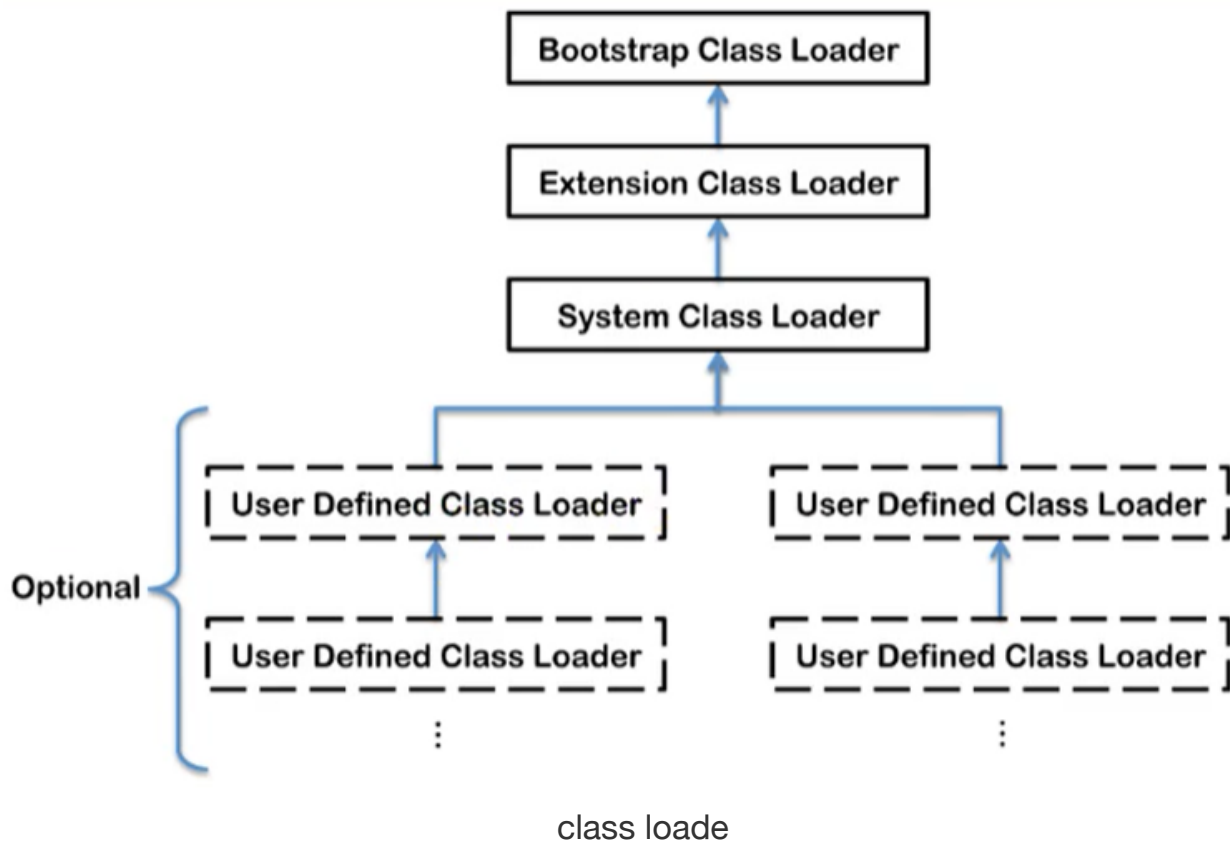 Bootstrap Class Loader
Extension Class Loader
System Class Loader
User Defined Class Loader
User Defined Class Loader
Optional
User Defined Class Loader
User Defined Class Loader
class loade